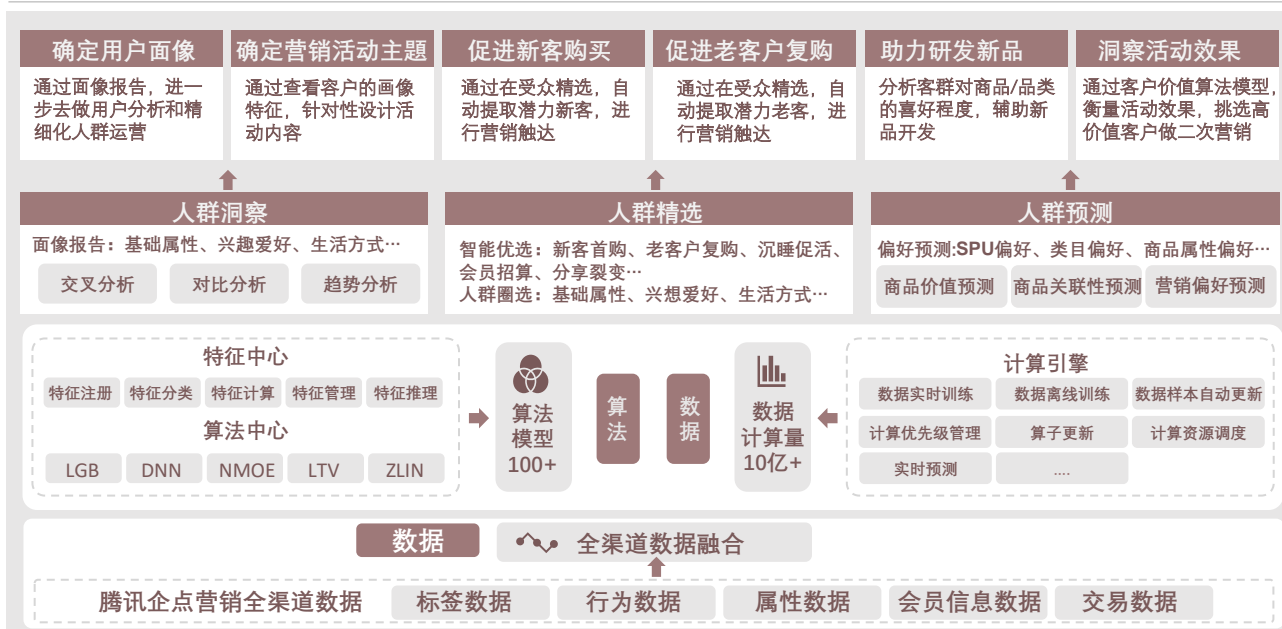 确定用户面像
通过面像报告，进一
步去做用户分析和精
细化人群运营
确定营销活动主題
通过查看客户的画像
特征，针对性设计活
动内容
促进新客购买
通过在受众精选，自
动提取潜力新客，进
行营销触达
促进老客户复购
通过在受众精选，自
动提取潜力老客，进
行营销触达
助力研发新品
分析客群对商品/品类
的喜好程度，辅助新
品开发
洞察活动效果
通过客户价值算法模型，
衡量活动效果，挑选高
价值客户做二次营销
人群洞察
面像报告：基础属性、兴趣爱好、生活方式…
交叉分析
对比分析
趋势分析
人群精选
智能优选：新客首购、老客户复购、沉睡促活、
会员招算、分享裂变…
人群圈选：基础属性、兴想爱好、生活方式…
人群预测
偏好预测:SPU偏好、类目偏好、商品属性偏好…
商品价值预测
商品关联性预测
营销偏好预测
特征中心
特征注册
特征分类
特征计算
特征管理
特征推理
算法中心
LGB
DNN
NMOE
LTV
ZLIN
算法
模型
100+
算
法
数
据
数据
计算量
10亿+
计算引擎
数据实时训练
数据离线训练
数据样本自动更新
计算优先级管理
算子更新
计算资源调度
实时预测
....
数据
全渠道数据融合
腾讯企点营销全渠道数据
标签数据
行为数据
属性数据
会员信息数据
交易数据